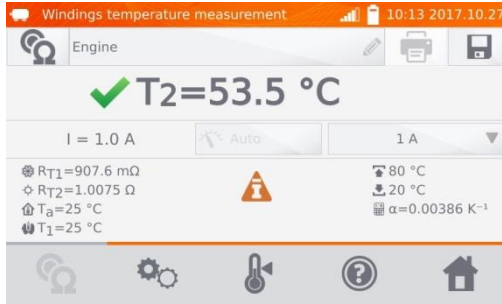 Windings temperature measurement 10:13 2017.10.27
Engine
T2=53.5 °C
I = 1.0 A Auto 1 A
RT1=907.6 mΩ 80 °C
RT2=1.0075 Ω 20 °C
Ta=25 °C α=0.00386 K⁻¹
T1=25 °C